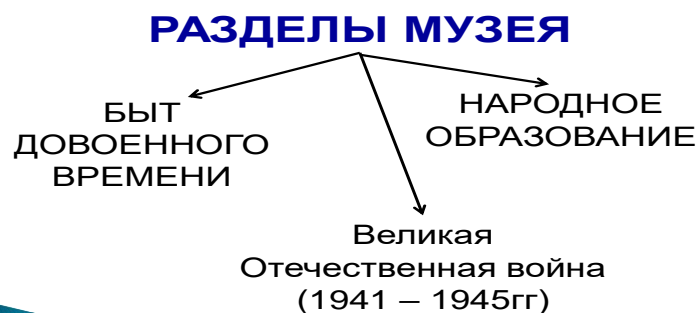 РАЗДЕЛЫ МУЗЕЯ
БЫТ
ДОВОЕННОГО
ВРЕМЕНИ
НАРОДНОЕ
ОБРАЗОВАНИЕ
Великая
Отечественная война
(1941 – 1945гг)